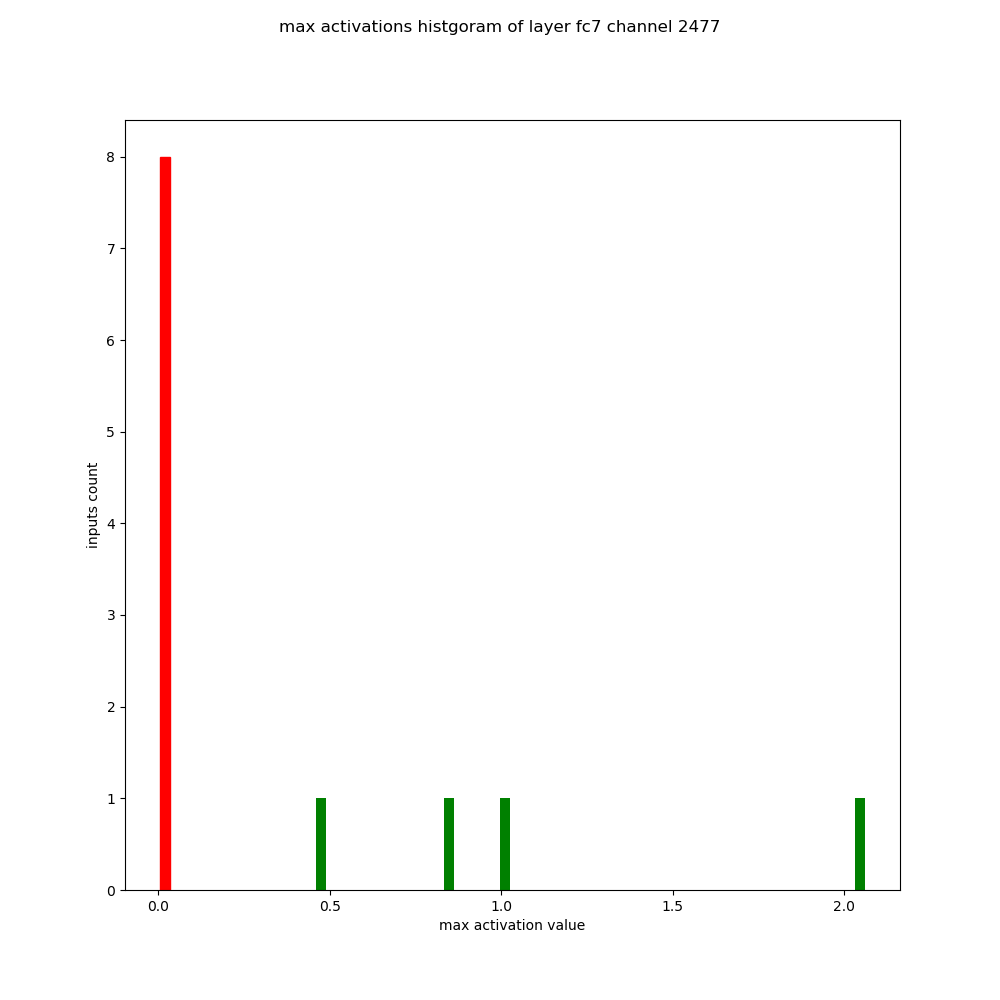 max activations histgoram of layer fc7 channel 2477
8
7
6
5
4
3
2
1
0
inputs count
0.0 0.5 1.0 1.5 2.0
max activation value